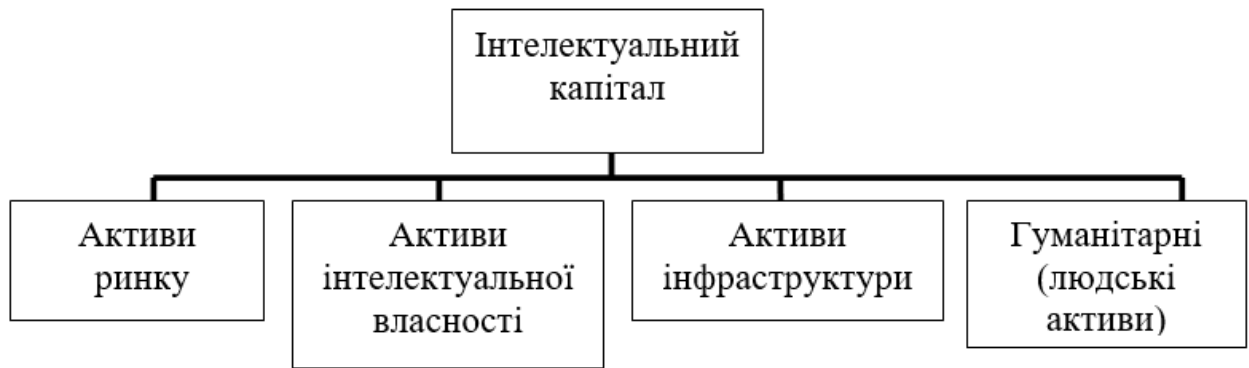 Інтелектуальний
капітал
Активи
ринку
Активи
інтелектуальної
власності
Активи
інфраструктури
Гуманітарні
(людські
активи)